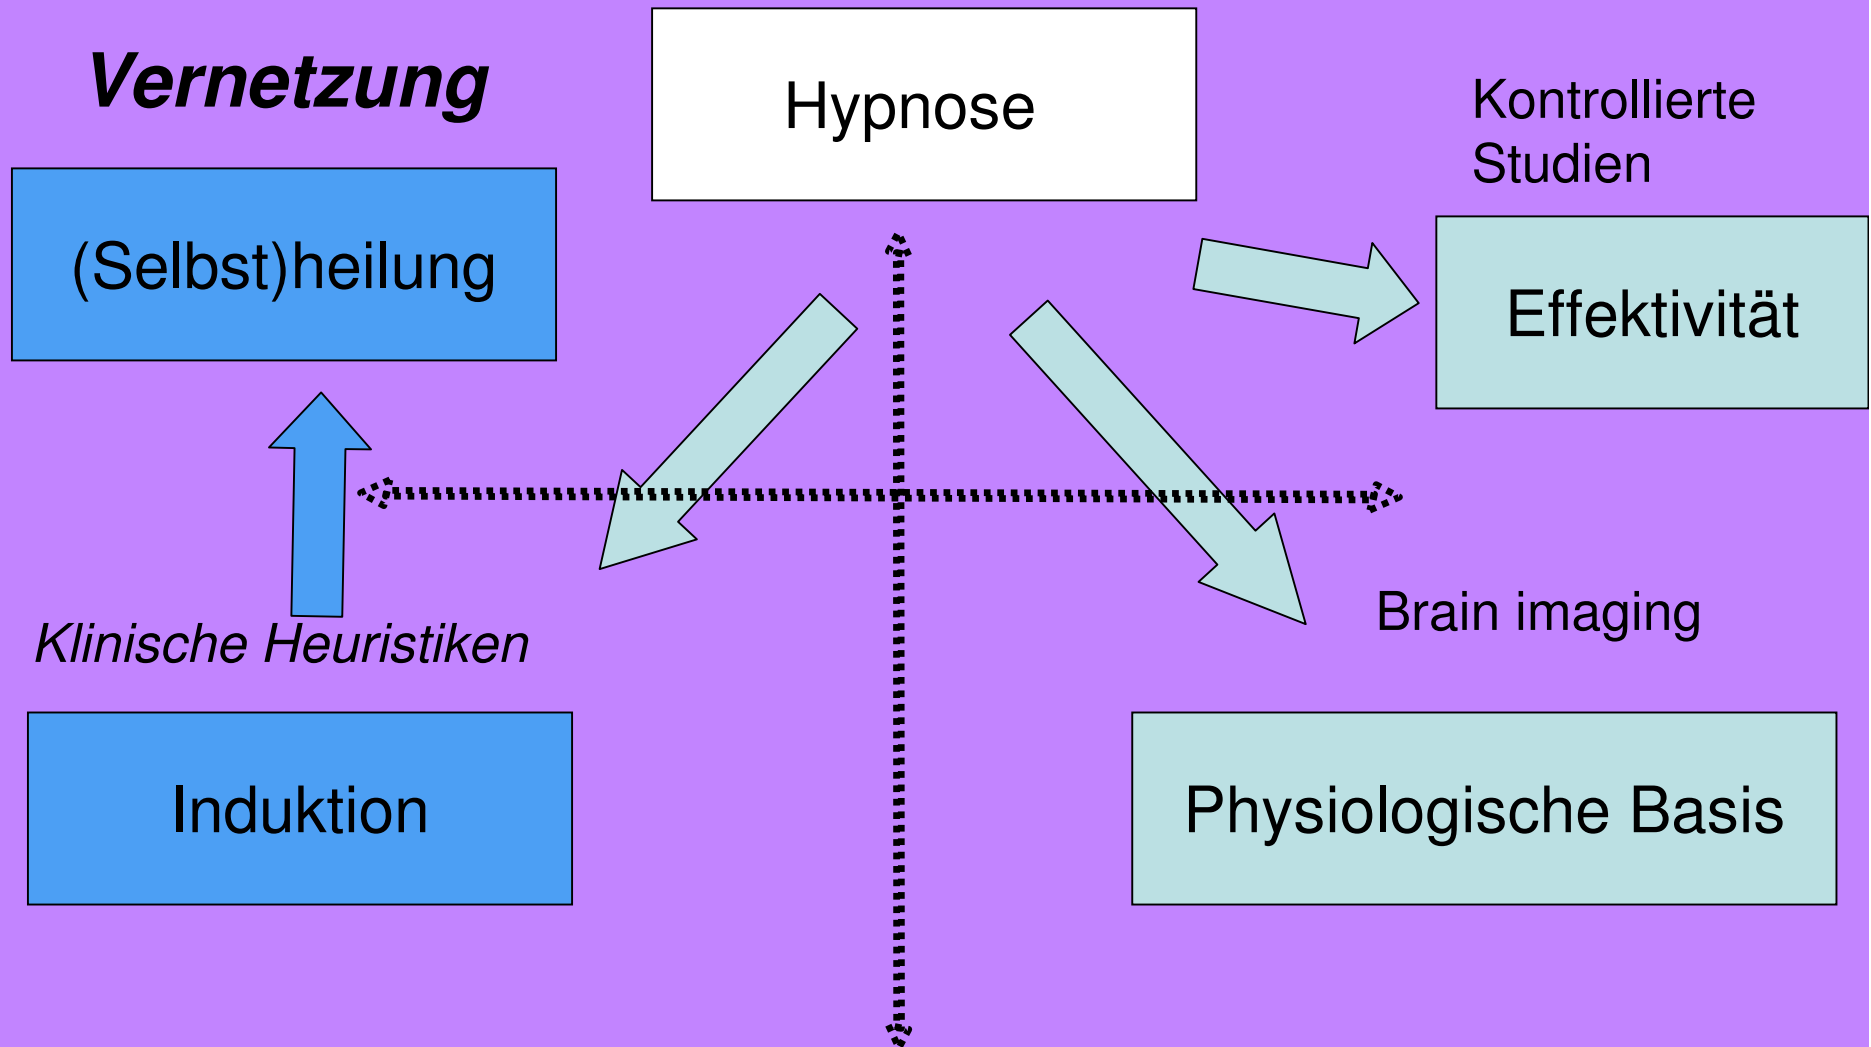 Vernetzung
Hypnose
Kontrollierte
Studien
(Selbst)heilung
Effektivität
Klinische Heuristiken
Brain imaging
Induktion
Physiologische Basis